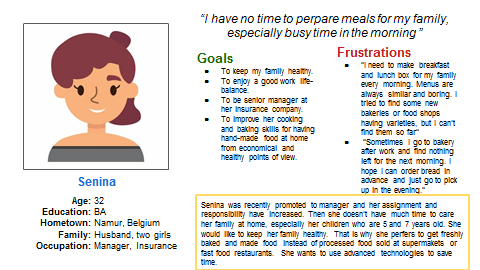 "I have no time to perpare meals for my family,
especially busy time in the morning"
Goals
● To keep my family healthy.
● To enjoy a good work life-
balance.
● To be senior manager at
her insurance company.
● To improve her cooking
and baking skills for having
hand-made food at home
from economical and
healthy points of view.
Frustrations
● "I need to make breakfast
and lunch box for my family
every morning. Menus are
always similar and boring. I
tried to find some new
bakeries or food shops
having varieties, but I can't
find them so far"
● "Sometimes I go to bakery
after work and find nothing
left for the next morning. I
hope I can order bread in
advance and just go to pick
up in the evening."
Senina
Age: 32
Education: BA
Hometown: Namur, Belgium
Family: Husband, two girls
Occupation: Manager, Insurance
Senina was recently promoted to manager and her assignment and
responsibility have increased. Then she doesn't have much time to care
her family at home, especially her children who are 5 and 7 years old. She
would like to keep her family healthy. That is why she perfers to get freshly
baked and made food instead of processed food sold at supermakets or
fast food restaurants. She wants to use advanced technologies to save
time.